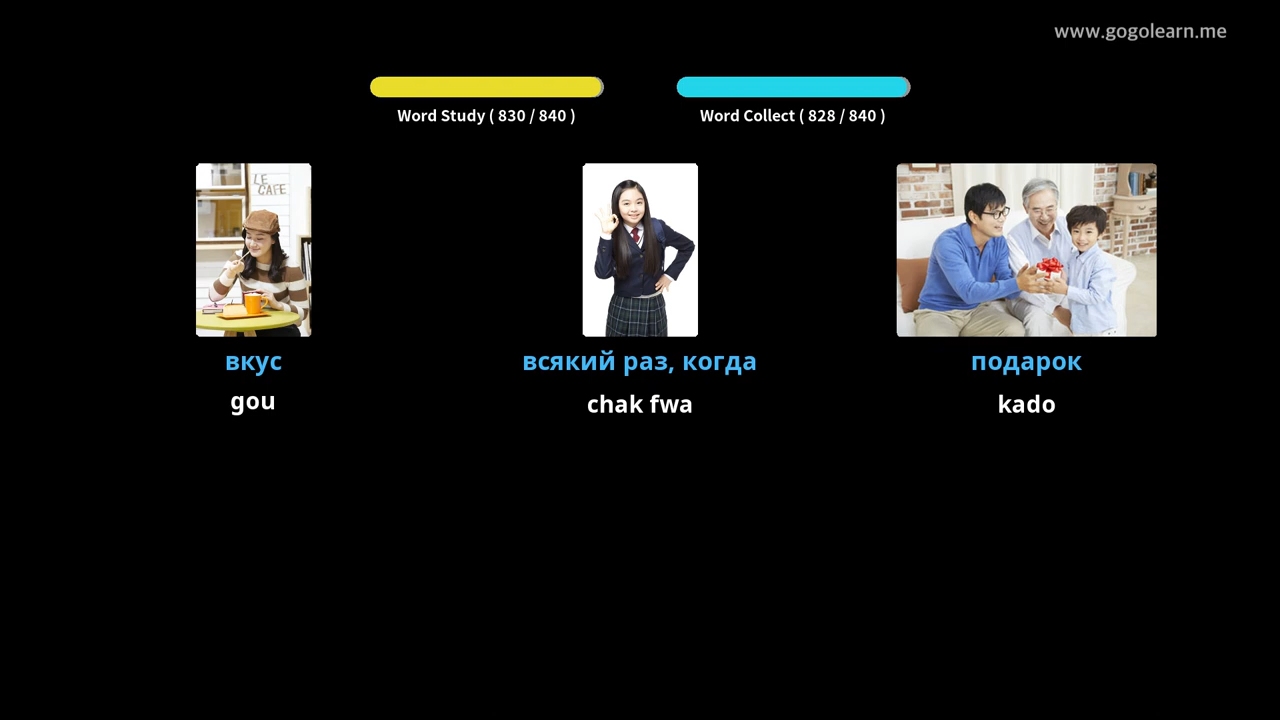 www.gogolearn.me
Word Study ( 830 / 840 )
Word Collect ( 828 / 840 )
LE
CAFE
вкус
всякий раз, когда
подарок
gou
chak fwa
kado